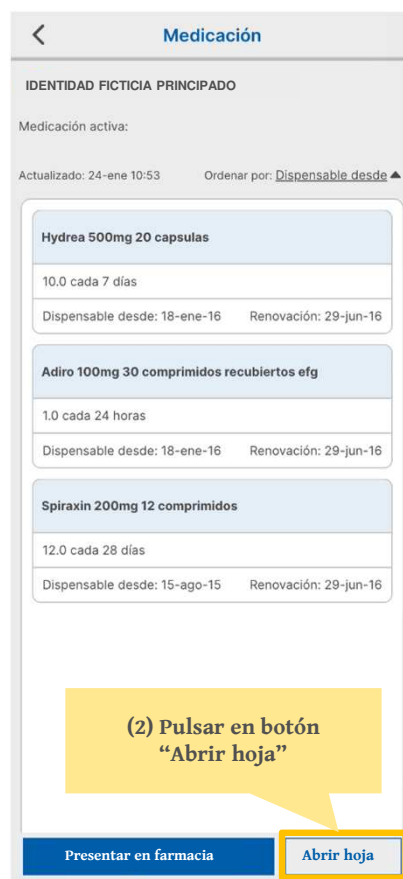 Medicación
IDENTIDAD FICTICIA PRINCIPADO
Medicación activa:
Actualizado: 24-ene 10:53 Ordenar por: Dispensable desde
Hydrea 500mg 20 capsulas
10.0 cada 7 días
Dispensable desde: 18-ene-16 Renovación: 29-jun-16
Adiro 100mg 30 comprimidos recubiertos efg
1.0 cada 24 horas
Dispensable desde: 18-ene-16 Renovación: 29-jun-16
Spiraxin 200mg 12 comprimidos
12.0 cada 28 días
Dispensable desde: 15-ago-15 Renovación: 29-jun-16
(2) Pulsar en botón
“Abrir hoja”
Presentar en farmacia Abrir hoja